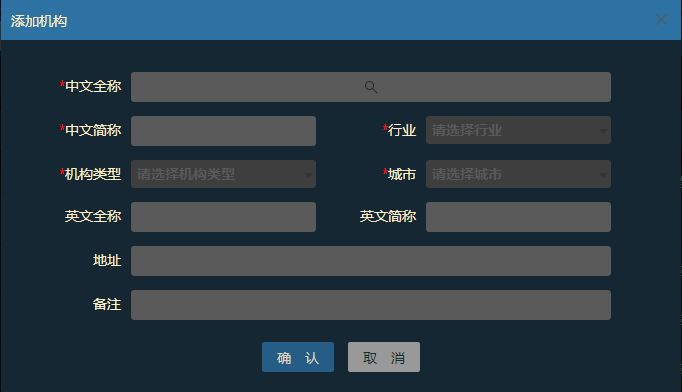 添加机构
*中文全称
*中文简称 *行业 请选择行业
*机构类型 请选择机构类型 *城市 请选择城市
英文全称 英文简称
地址
备注
确 认 取 消